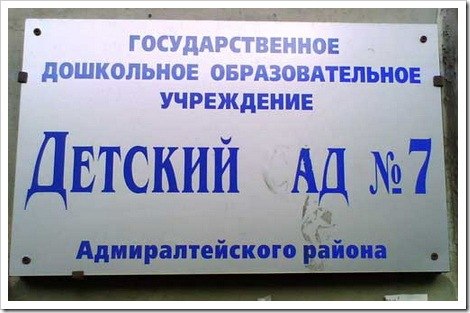 ГОСУДАРСТВЕННОЕ
ДОШКОЛЬНОЕ ОБРАЗОВАТЕЛЬНОЕ
УЧРЕЖДЕНИЕ
ДЕТСКИЙ АД №7
Адмиралтейского района